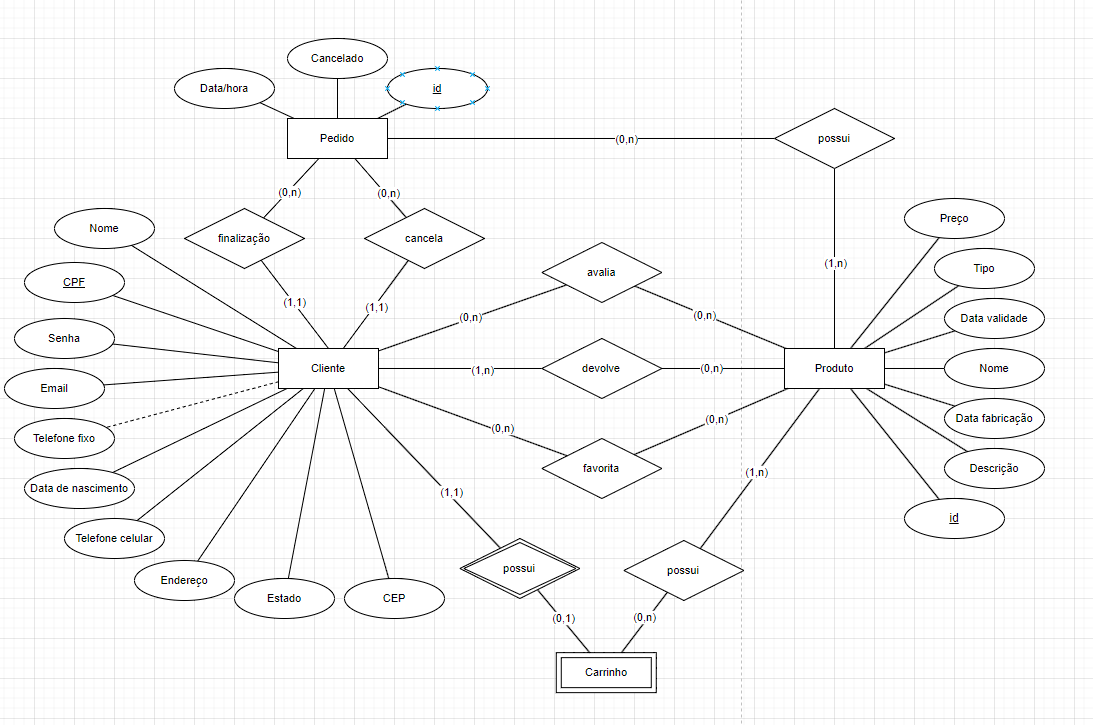 Cancelado
Data/hora
id
Pedido
(0,n)
possui
(0,n)
(0,n)
Nome
finalização
cancela
Preço
CPF
avalia
(1,n)
Tipo
(1,1)
(1,1)
(0,n)
(0,n)
Data validade
Senha
Cliente
(1,n)
devolve
(0,n)
Produto
Nome
Email
Telefone fixo
(0,n)
(0,n)
Data fabricação
Data de nascimento
(1,1)
favorita
(1,n)
Descrição
Telefone celular
id
Endereço
possui
possui
Estado
CEP
(0,1)
(0,n)
Carrinho